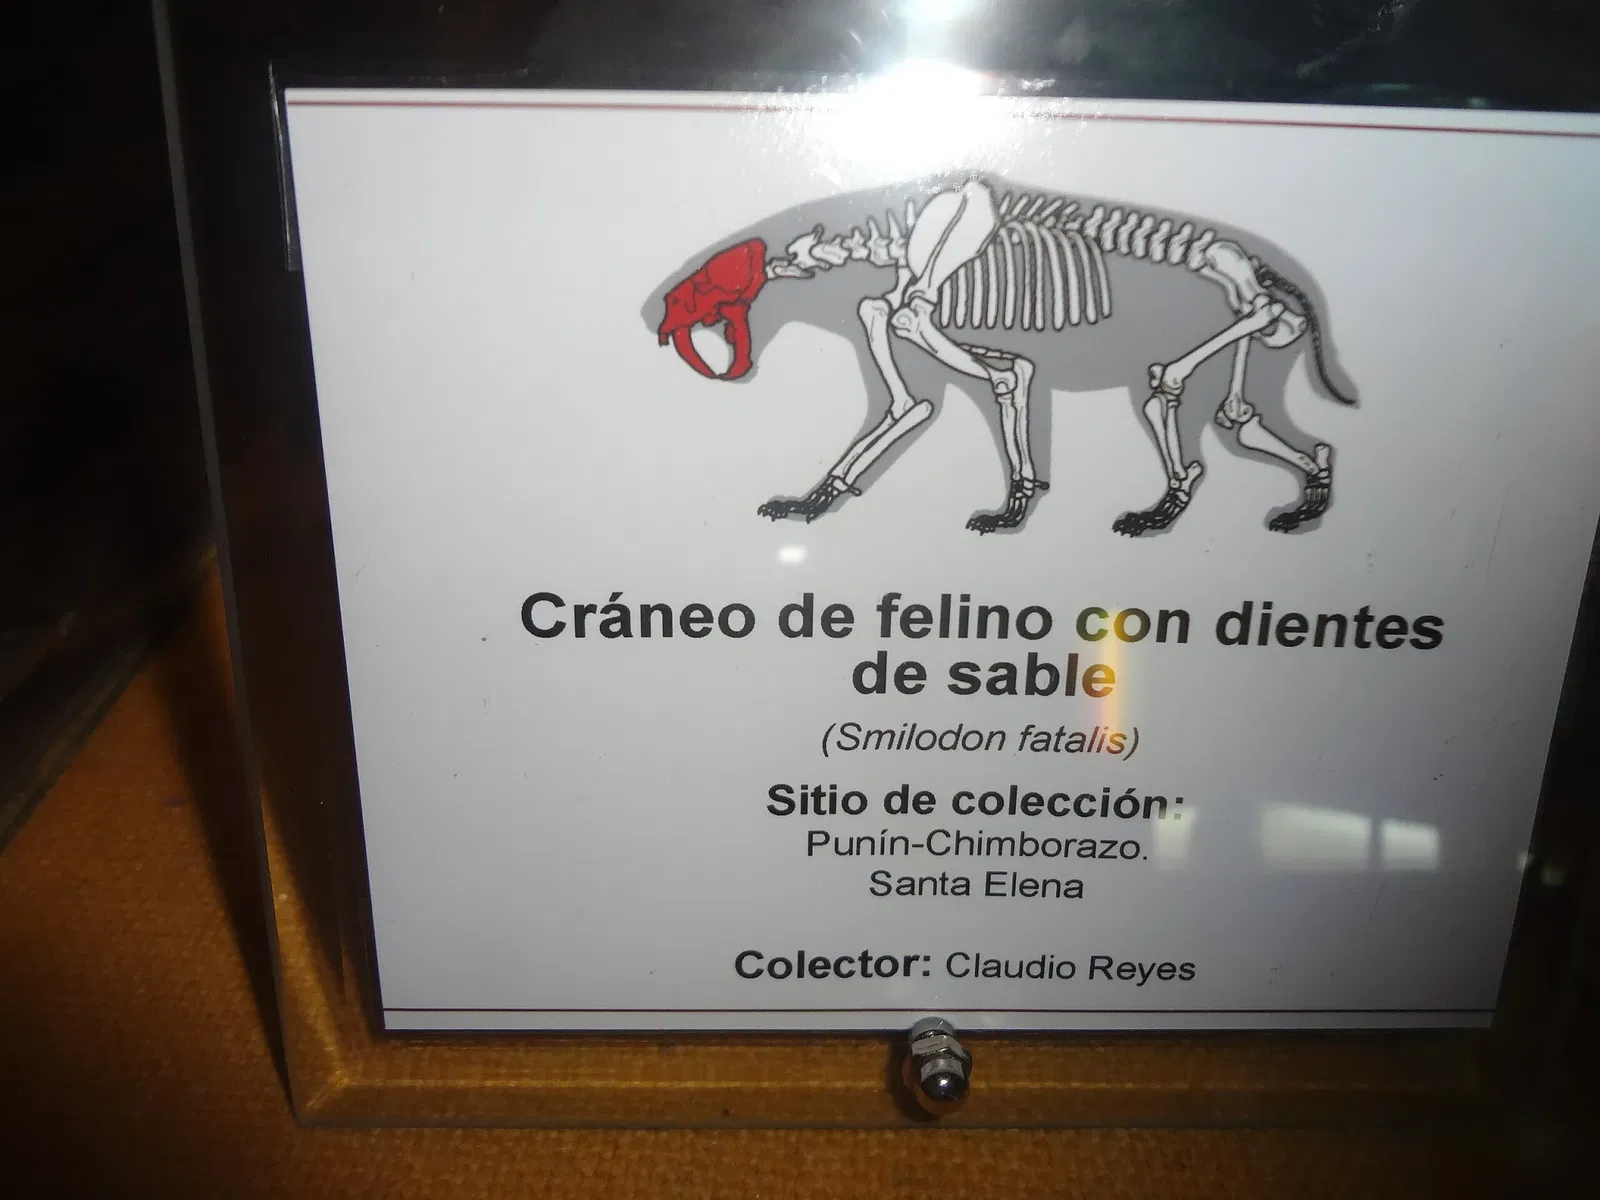 Cráneo de felino con dientes
de sable
(Smilodon fatalis)
Sitio de colección:
Punín-Chimborazo.
Santa Elena
Colector: Claudio Reyes